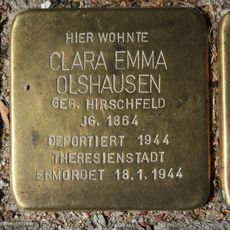 HIER WOHNTE
CLARA EMMA
OLSHAUSEN
GEB. HIRSCHFELD
JG. 1864
DEPORTIERT 1944
THERESIENSTADT
ERMORDET 18.1.1944